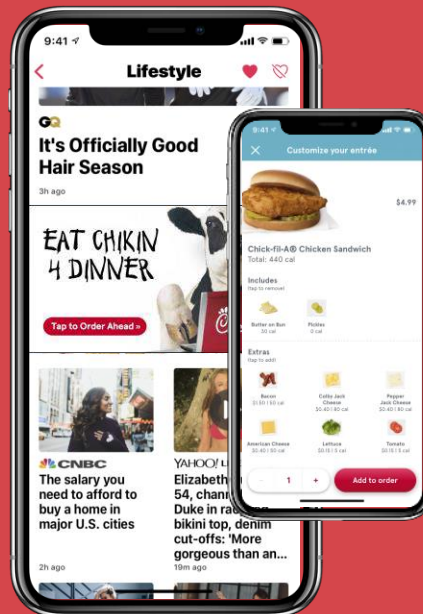 9:41
Lifestyle
GQ
It's Officially Good
Hair Season
3h ago
EAT CHIKIN
4 DINNER
Tap to Order Ahead »
CNBC
The salary you
need to afford to
buy a home in
major U.S. cities
2h ago
YAHOO!
Elizabeth
54,
Duke in
bikini top, denim
cut-offs: 'More
gorgeous than an...
19m ago
9:41
Customize your entrée
$4.99
Chick-fil-A® Chicken Sandwich
Total: 440 cal
Includes
(tap to remove)
Butter on Bun
Pickles
0 cal
Extras
(tap to add)
Bacon
Colby Jack
Cheese
Pepper
Jack Cheese
American Cheese
Lettuce
Tomato
- 1 +
Add to order